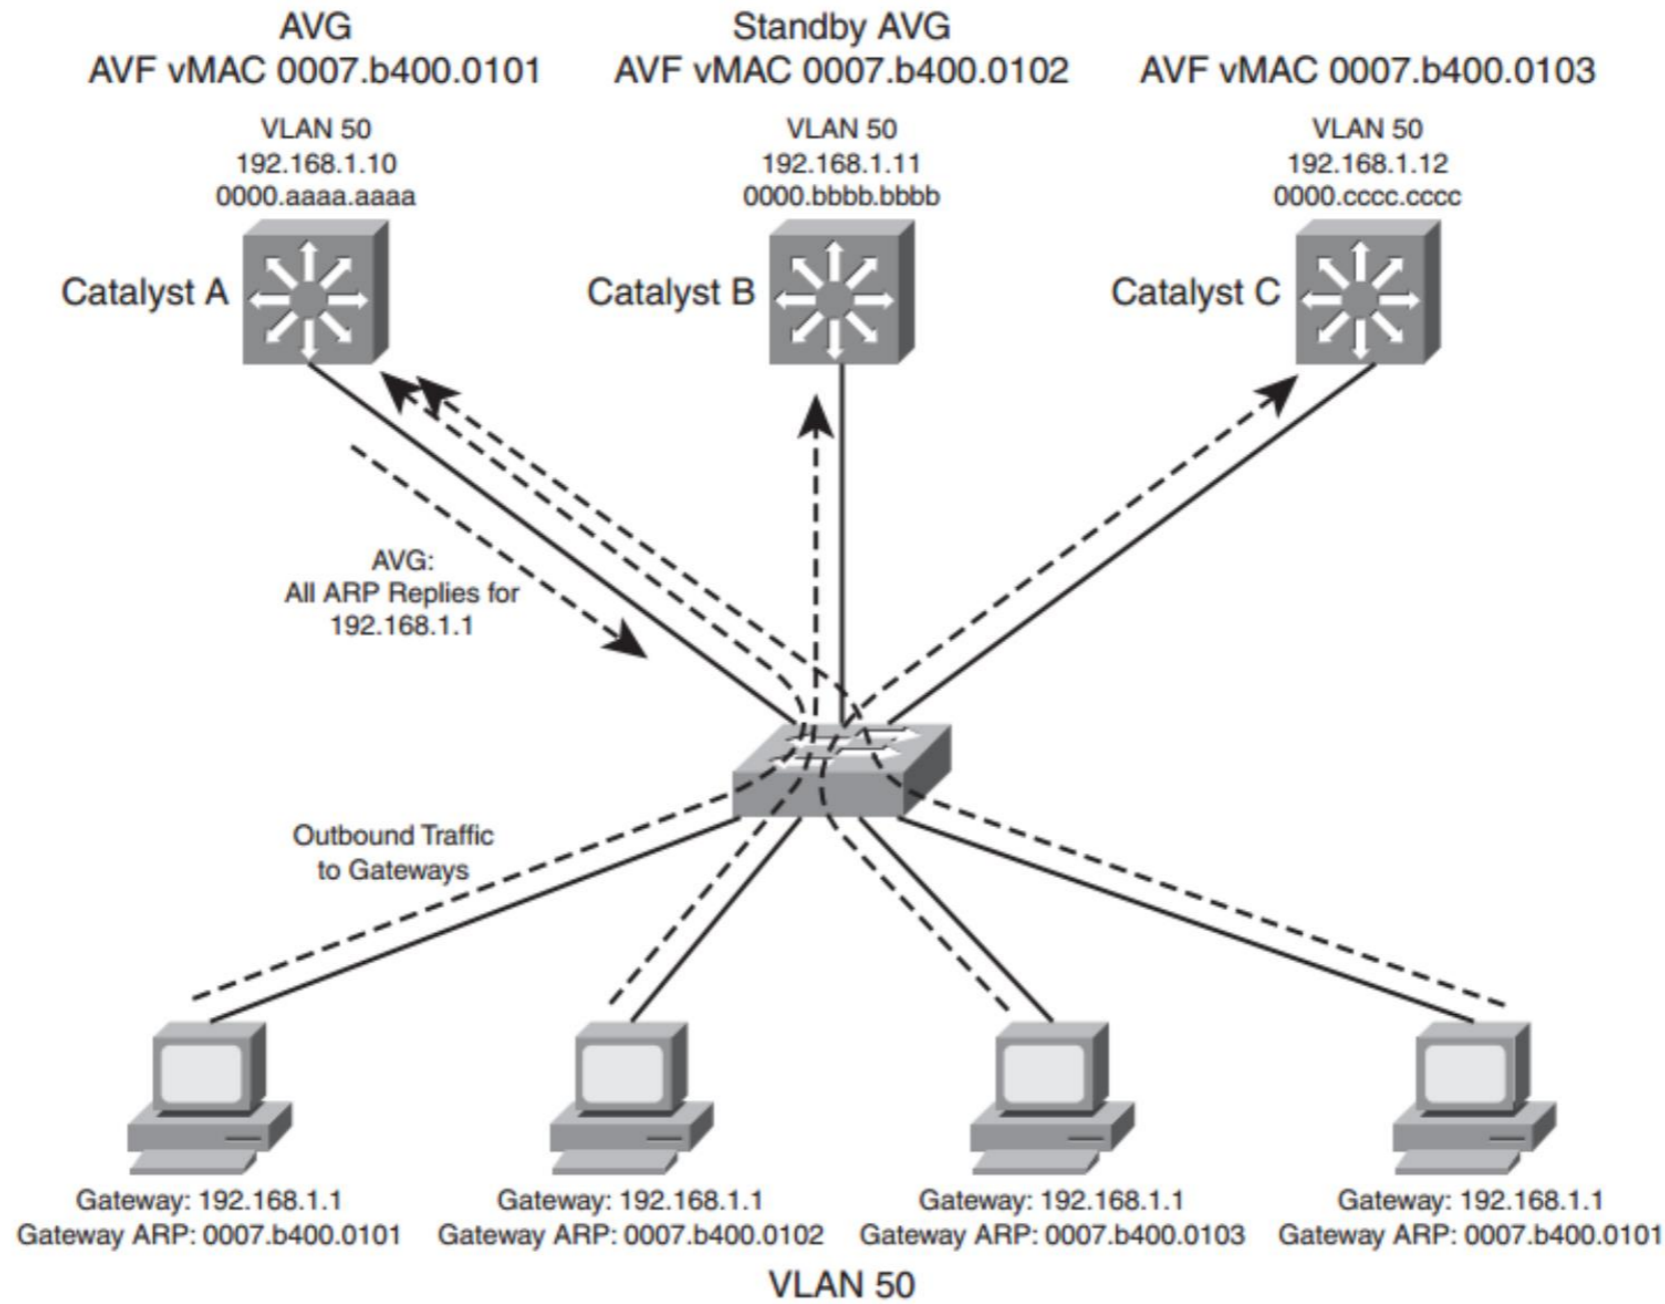 AVG
AVF vMAC 0007.b400.0101
VLAN 50
192.168.1.10
0000.aaaa.aaaa
Catalyst A
Standby AVG
AVF vMAC 0007.b400.0102
VLAN 50
192.168.1.11
0000.bbbb.bbbb
Catalyst B
AVF vMAC 0007.b400.0103
VLAN 50
192.168.1.12
0000.cccc.cccc
Catalyst C
AVG:
All ARP Replies for
192.168.1.1
Outbound Traffic
to Gateways
Gateway: 192.168.1.1
Gateway ARP: 0007.b400.0101
Gateway: 192.168.1.1
Gateway ARP: 0007.b400.0102
Gateway: 192.168.1.1
Gateway ARP: 0007.b400.0103
Gateway: 192.168.1.1
Gateway ARP: 0007.b400.0101
VLAN 50